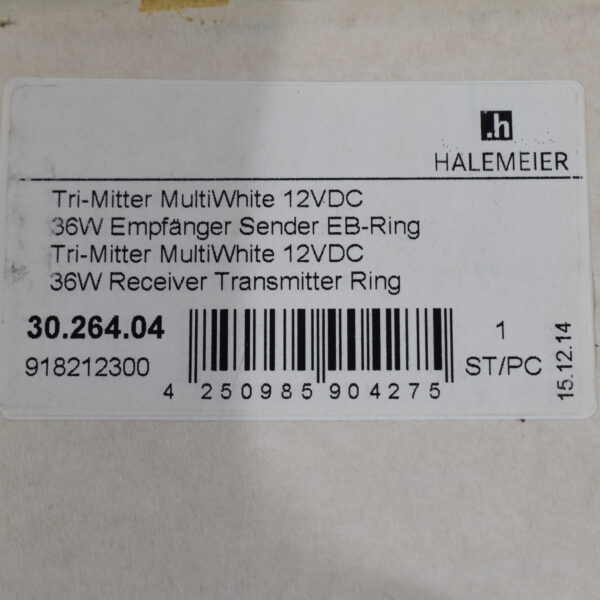 .h
HALEMEIER
Tri-Mitter MultiWhite 12VDC
36W Empfänger Sender EB-Ring
Tri-Mitter MultiWhite 12VDC
36W Receiver Transmitter Ring
30.264.04
918212300
4 250985 904275
1
ST/PC
15.12.14